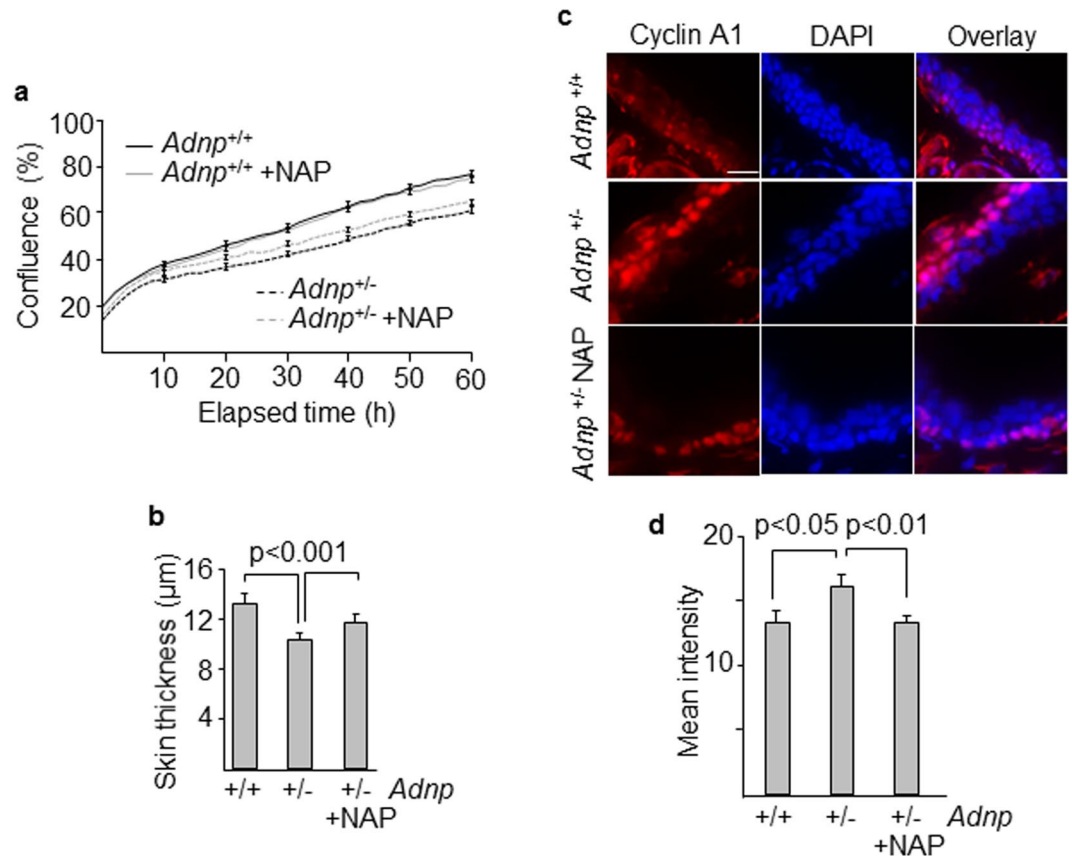 a
Confluence (%)
100
80
60
40
20
Adnp+/+
Adnp+/+ +NAP
Adnp+/-
Adnp+/- +NAP
10 20 30 40 50 60
Elapsed time (h)
b
Skin thickness (µm)
p<0.001
16
12
8
4
+/+ +/- +/- Adnp
+NAP
c
Cyclin A1 DAPI Overlay
Adnp+/+
Adnp+/-
Adnp+/- NAP
d
Mean intensity
p<0.05 p<0.01
20
10
+/+ +/- +/- Adnp
+NAP